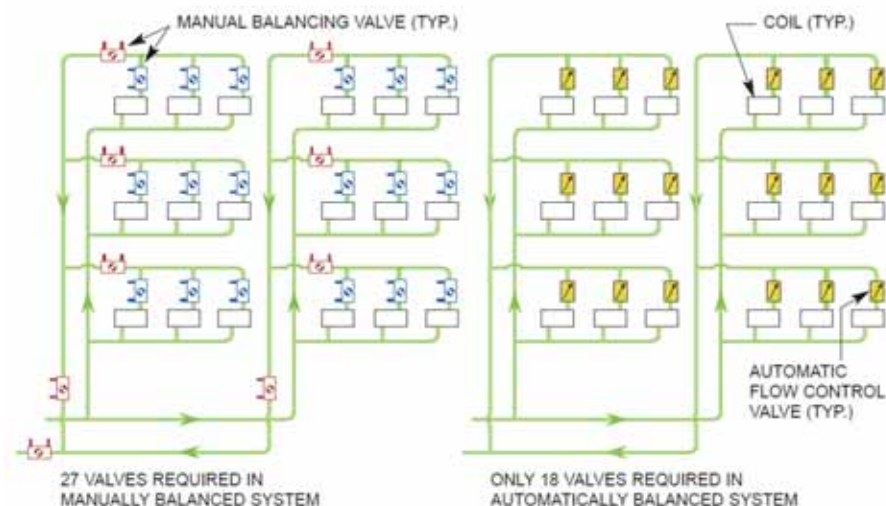 MANUAL BALANCING VALVE (TYP.)
COIL (TYP.)
AUTOMATIC
FLOW CONTROL
VALVE (TYP.)
27 VALVES REQUIRED IN
MANUALLY BALANCED SYSTEM
ONLY 18 VALVES REQUIRED IN
AUTOMATICALLY BALANCED SYSTEM